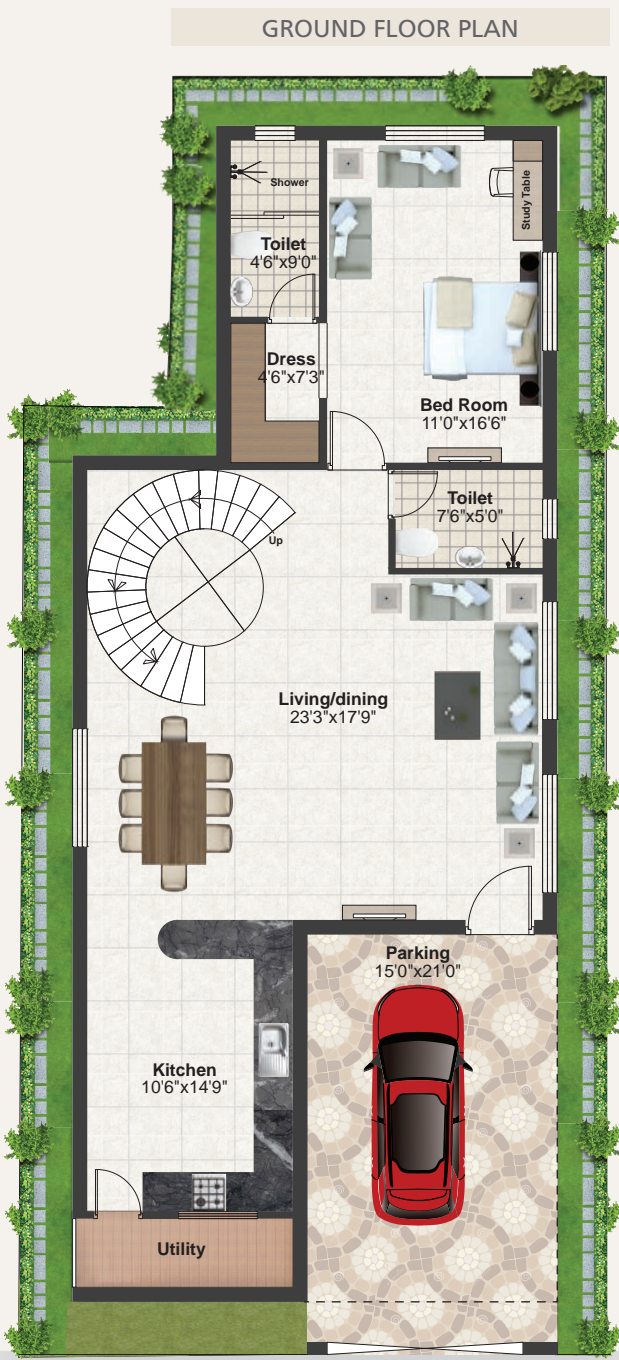 GROUND FLOOR PLAN
Shower
Study Table
Toilet
4'6"x9'0"
Dress
4'6"x7'3"
Bed Room
11'0"x16'6"
Toilet
7'6"x5'0"
Up
Living/dining
23'3"x17'9"
Parking
15'0"x21'0"
Kitchen
10'6"x14'9"
Utility